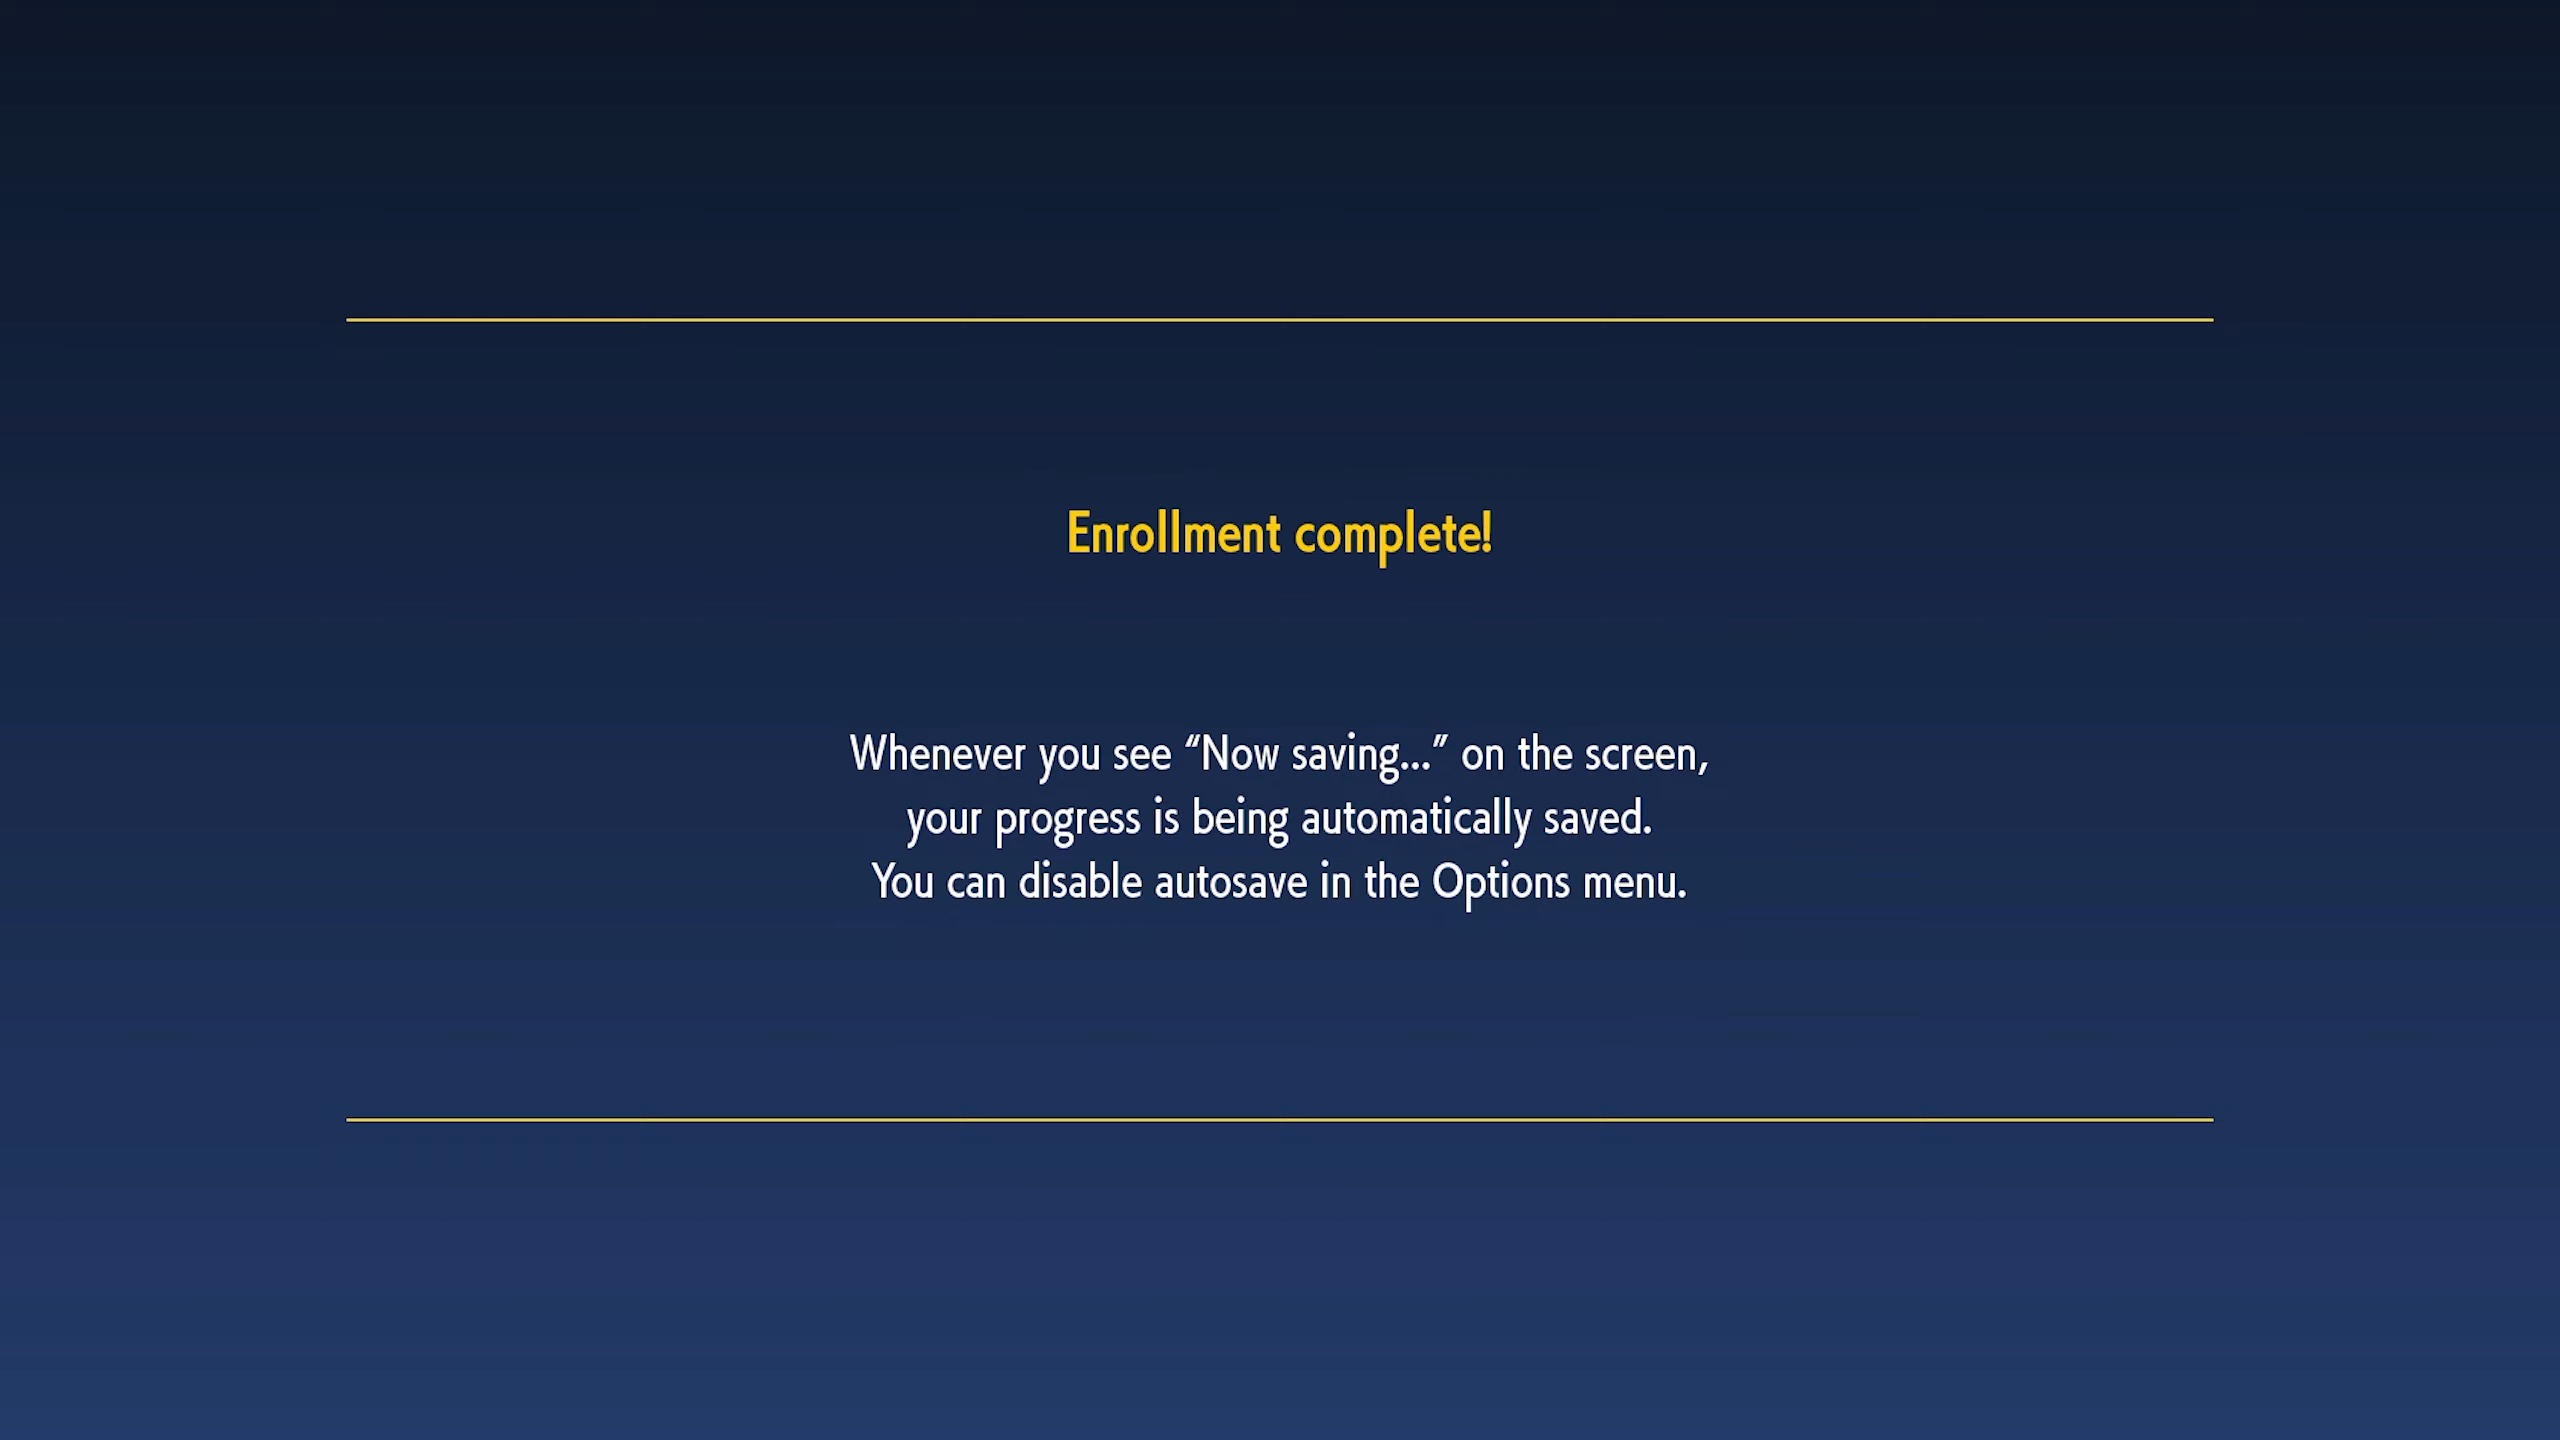 Enrollment complete!
Whenever you see “Now saving...” on the screen,
your progress is being automatically saved.
You can disable autosave in the Options menu.